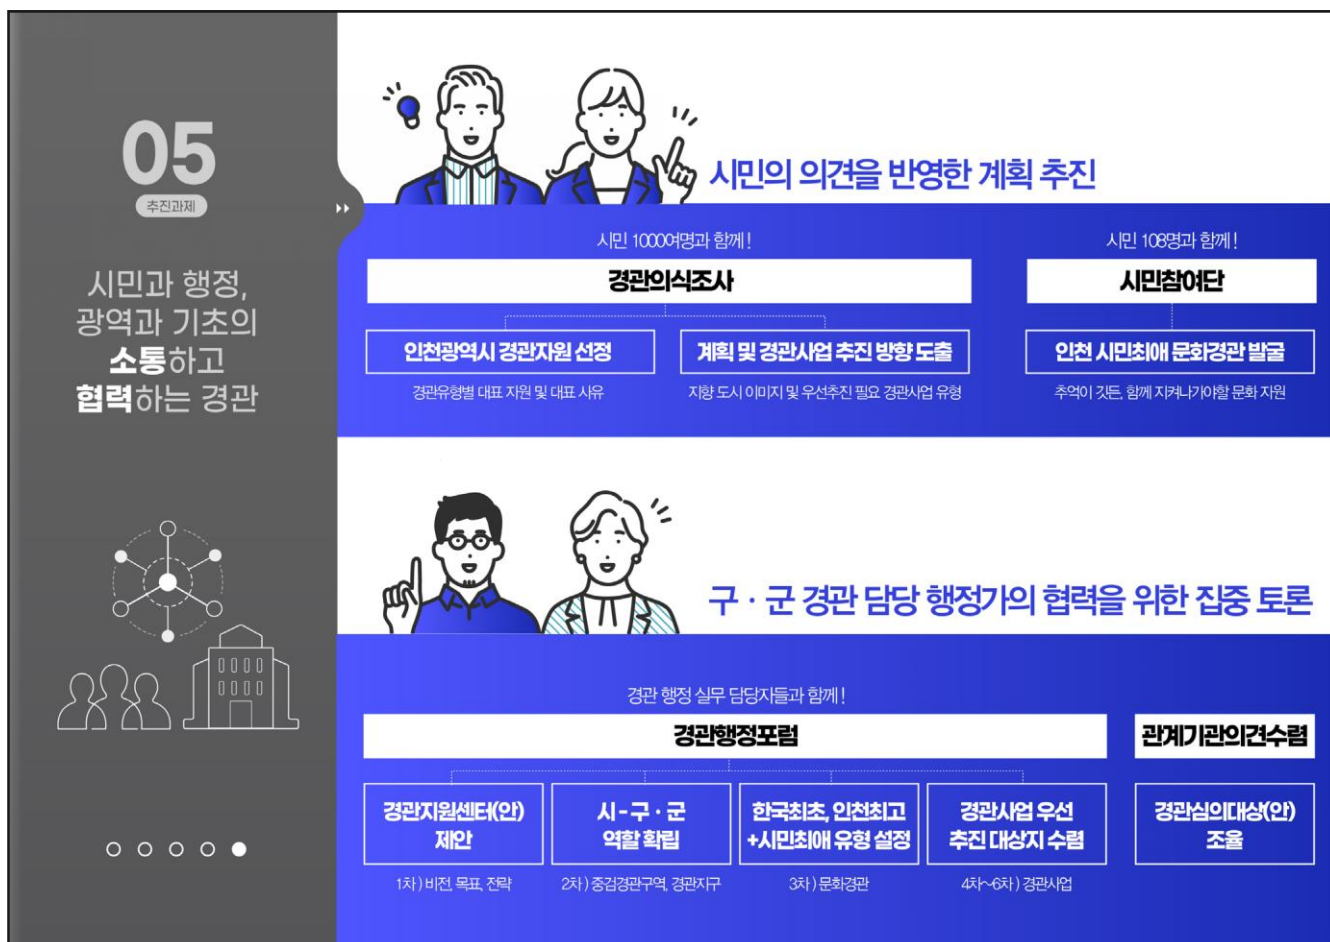 05
추진과제
시민과 행정,
광역과 기초의
소통하고
협력하는 경관
시민의 의견을 반영한 계획 추진
시민 1000여명과 함께!
경관의식조사
인천광역시 경관자원 선정
경관유형별 대표 자원 및 대표 사유
계획 및 경관사업 추진 방향 도출
지향 도시 이미지 및 우선추진 필요 경관사업 유형
시민 108명과 함께!
시민참여단
인천 시민최애 문화경관 발굴
추억이 깃든, 함께 지켜나가야할 문화 자원
구 · 군 경관 담당 행정가의 협력을 위한 집중 토론
경관 행정 실무 담당자들과 함께!
경관행정포럼
경관지원센터(안)
제안
1차) 비전, 목표, 전략
시-구 · 군
역할 확립
2차) 중검경관구역, 경관지구
한국최초, 인천최고
+시민최애 유형 설정
3차) 문화경관
경관사업 우선
추진 대상지 수렴
4차~6차) 경관사업
관계기관의견수렴
경관심의대상(안)
조율